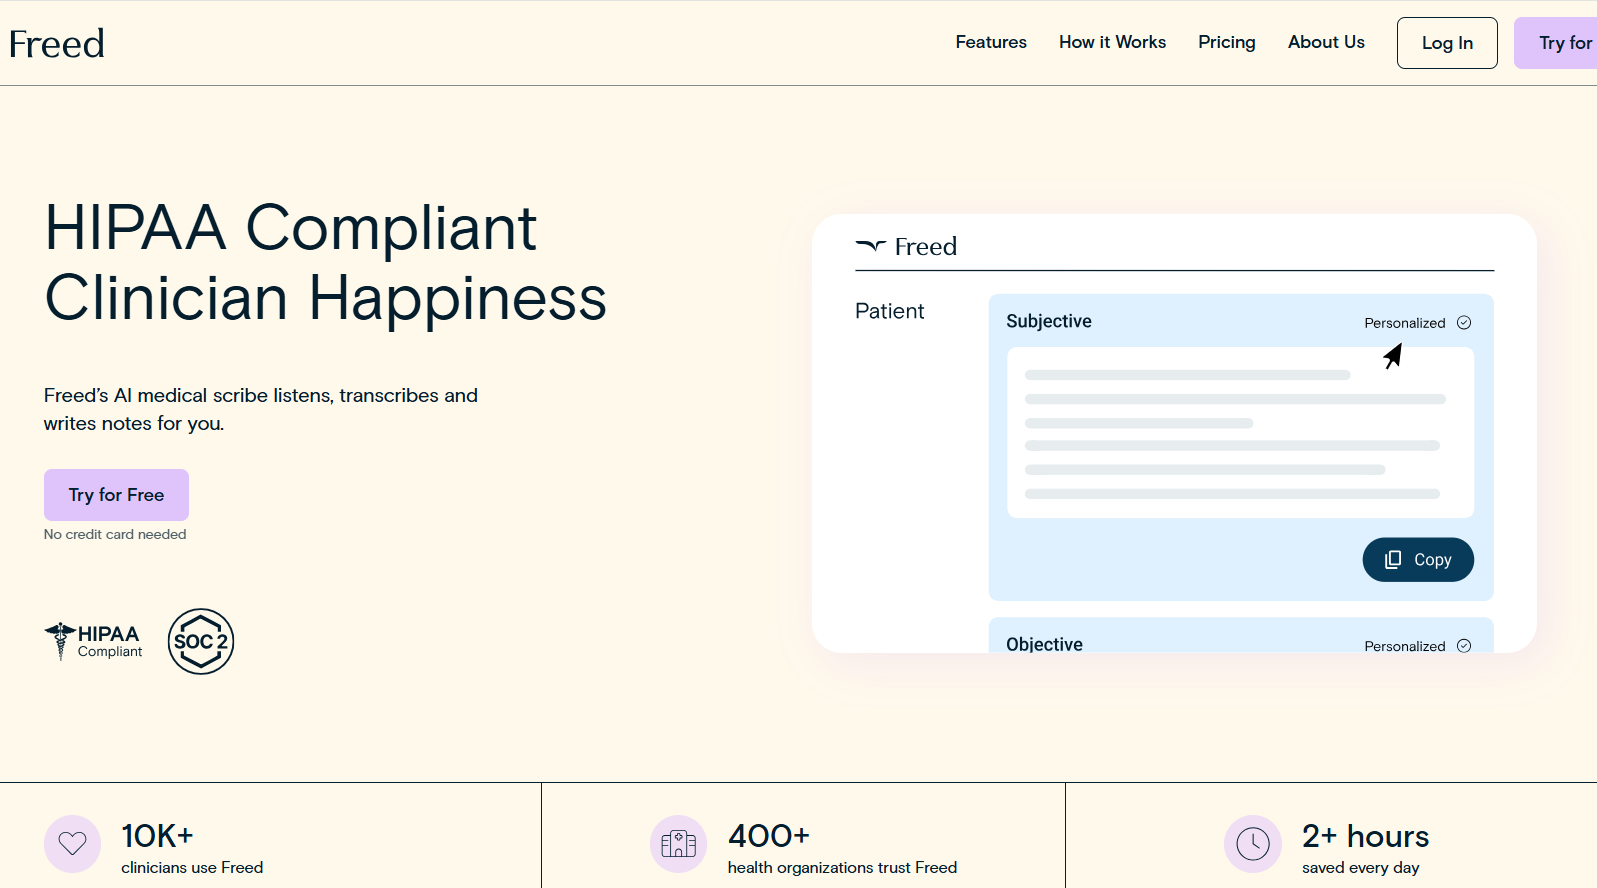 Freed
Features
How it Works
Pricing
About Us
Log In
Try for
HIPAA Compliant
Clinician Happiness
Freed's AI medical scribe listens, transcribes and
writes notes for you.
Try for Free
No credit card needed
HIPAA
Compliant
SOC 2
Freed
Patient
Subjective
Personalized
Copy
Objective
Personalized
10K+
clinicians use Freed
400+
health organizations trust Freed
2+ hours
saved every day